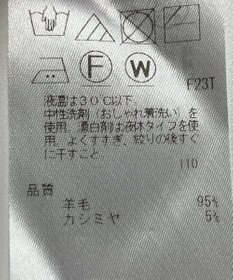 F
W
F23T
液温は30℃以下、
中性洗剤（おしゃれ着洗い）を
使用、漂白剤は液体タイプを使
用、よくすすぎ、絞りの後すぐ
に干すこと
110
品質
羊毛 95%
カシミヤ 5%